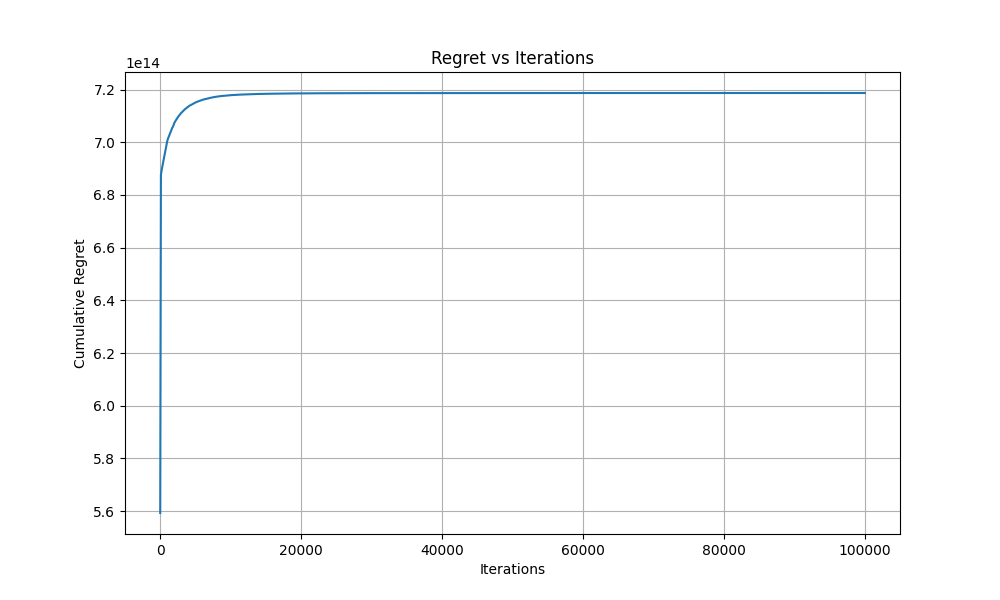 Regret vs Iterations
1e14
7.2
7.0
6.8
6.6
6.4
6.2
6.0
5.8
5.6
Cumulative Regret
0 20000 40000 60000 80000 100000
Iterations